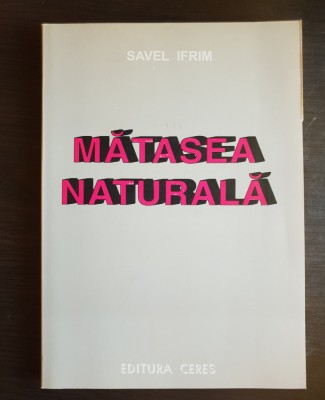 SAVEL IFRIM
MĂTASEA
NATURALĂ
EDITURA CERES